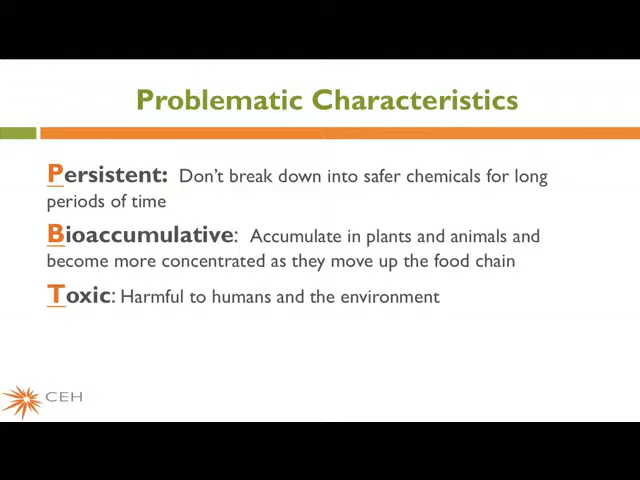 Problematic Characteristics
Persistent: Don't break down into safer chemicals for long
periods of time
Bioaccumulative: Accumulate in plants and animals and
become more concentrated as they move up the food chain
Toxic: Harmful to humans and the environment
CEH